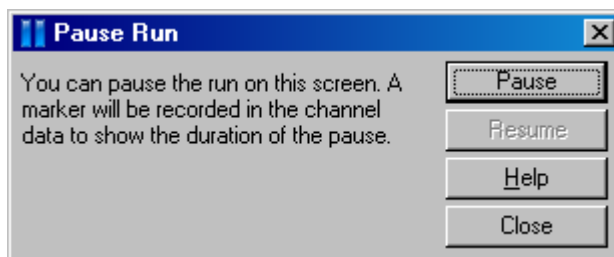 Pause Run
You can pause the run on this screen. A
marker will be recorded in the channel
data to show the duration of the pause.
Pause
Resume
Help
Close